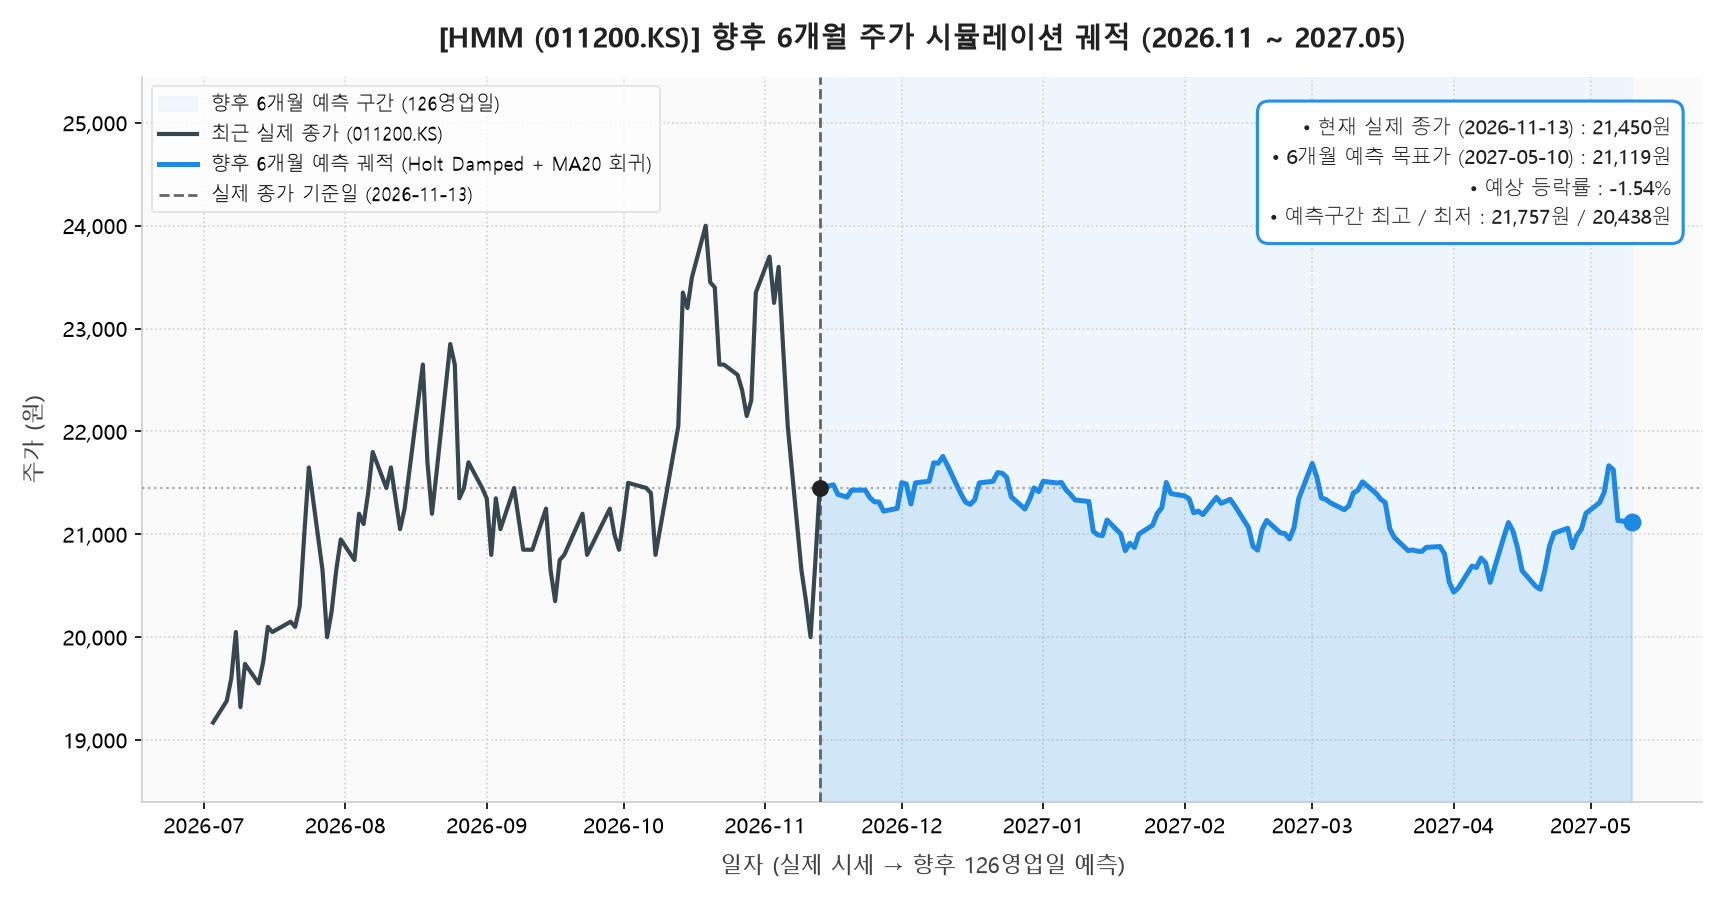 [HMM (011200.KS)] 향후 6개월 주가 시뮬레이션 궤적 (2026.11 ~ 2027.05)
향후 6개월 예측 구간 (126영업일)
최근 실제 종가 (011200.KS)
향후 6개월 예측 궤적 (Holt Damped + MA20 회귀)
실제 종가 기준일 (2026-11-13)
• 현재 실제 종가 (2026-11-13) : 21,450원
• 6개월 예측 목표가 (2027-05-10) : 21,119원
• 예상 등락률 : -1.54%
• 예측구간 최고 / 최저 : 21,757원 / 20,438원
주가 (원)
25,000
24,000
23,000
22,000
21,000
20,000
19,000
2026-07 2026-08 2026-09 2026-10 2026-11 2026-12 2027-01 2027-02 2027-03 2027-04 2027-05
일자 (실제 시세 → 향후 126영업일 예측)